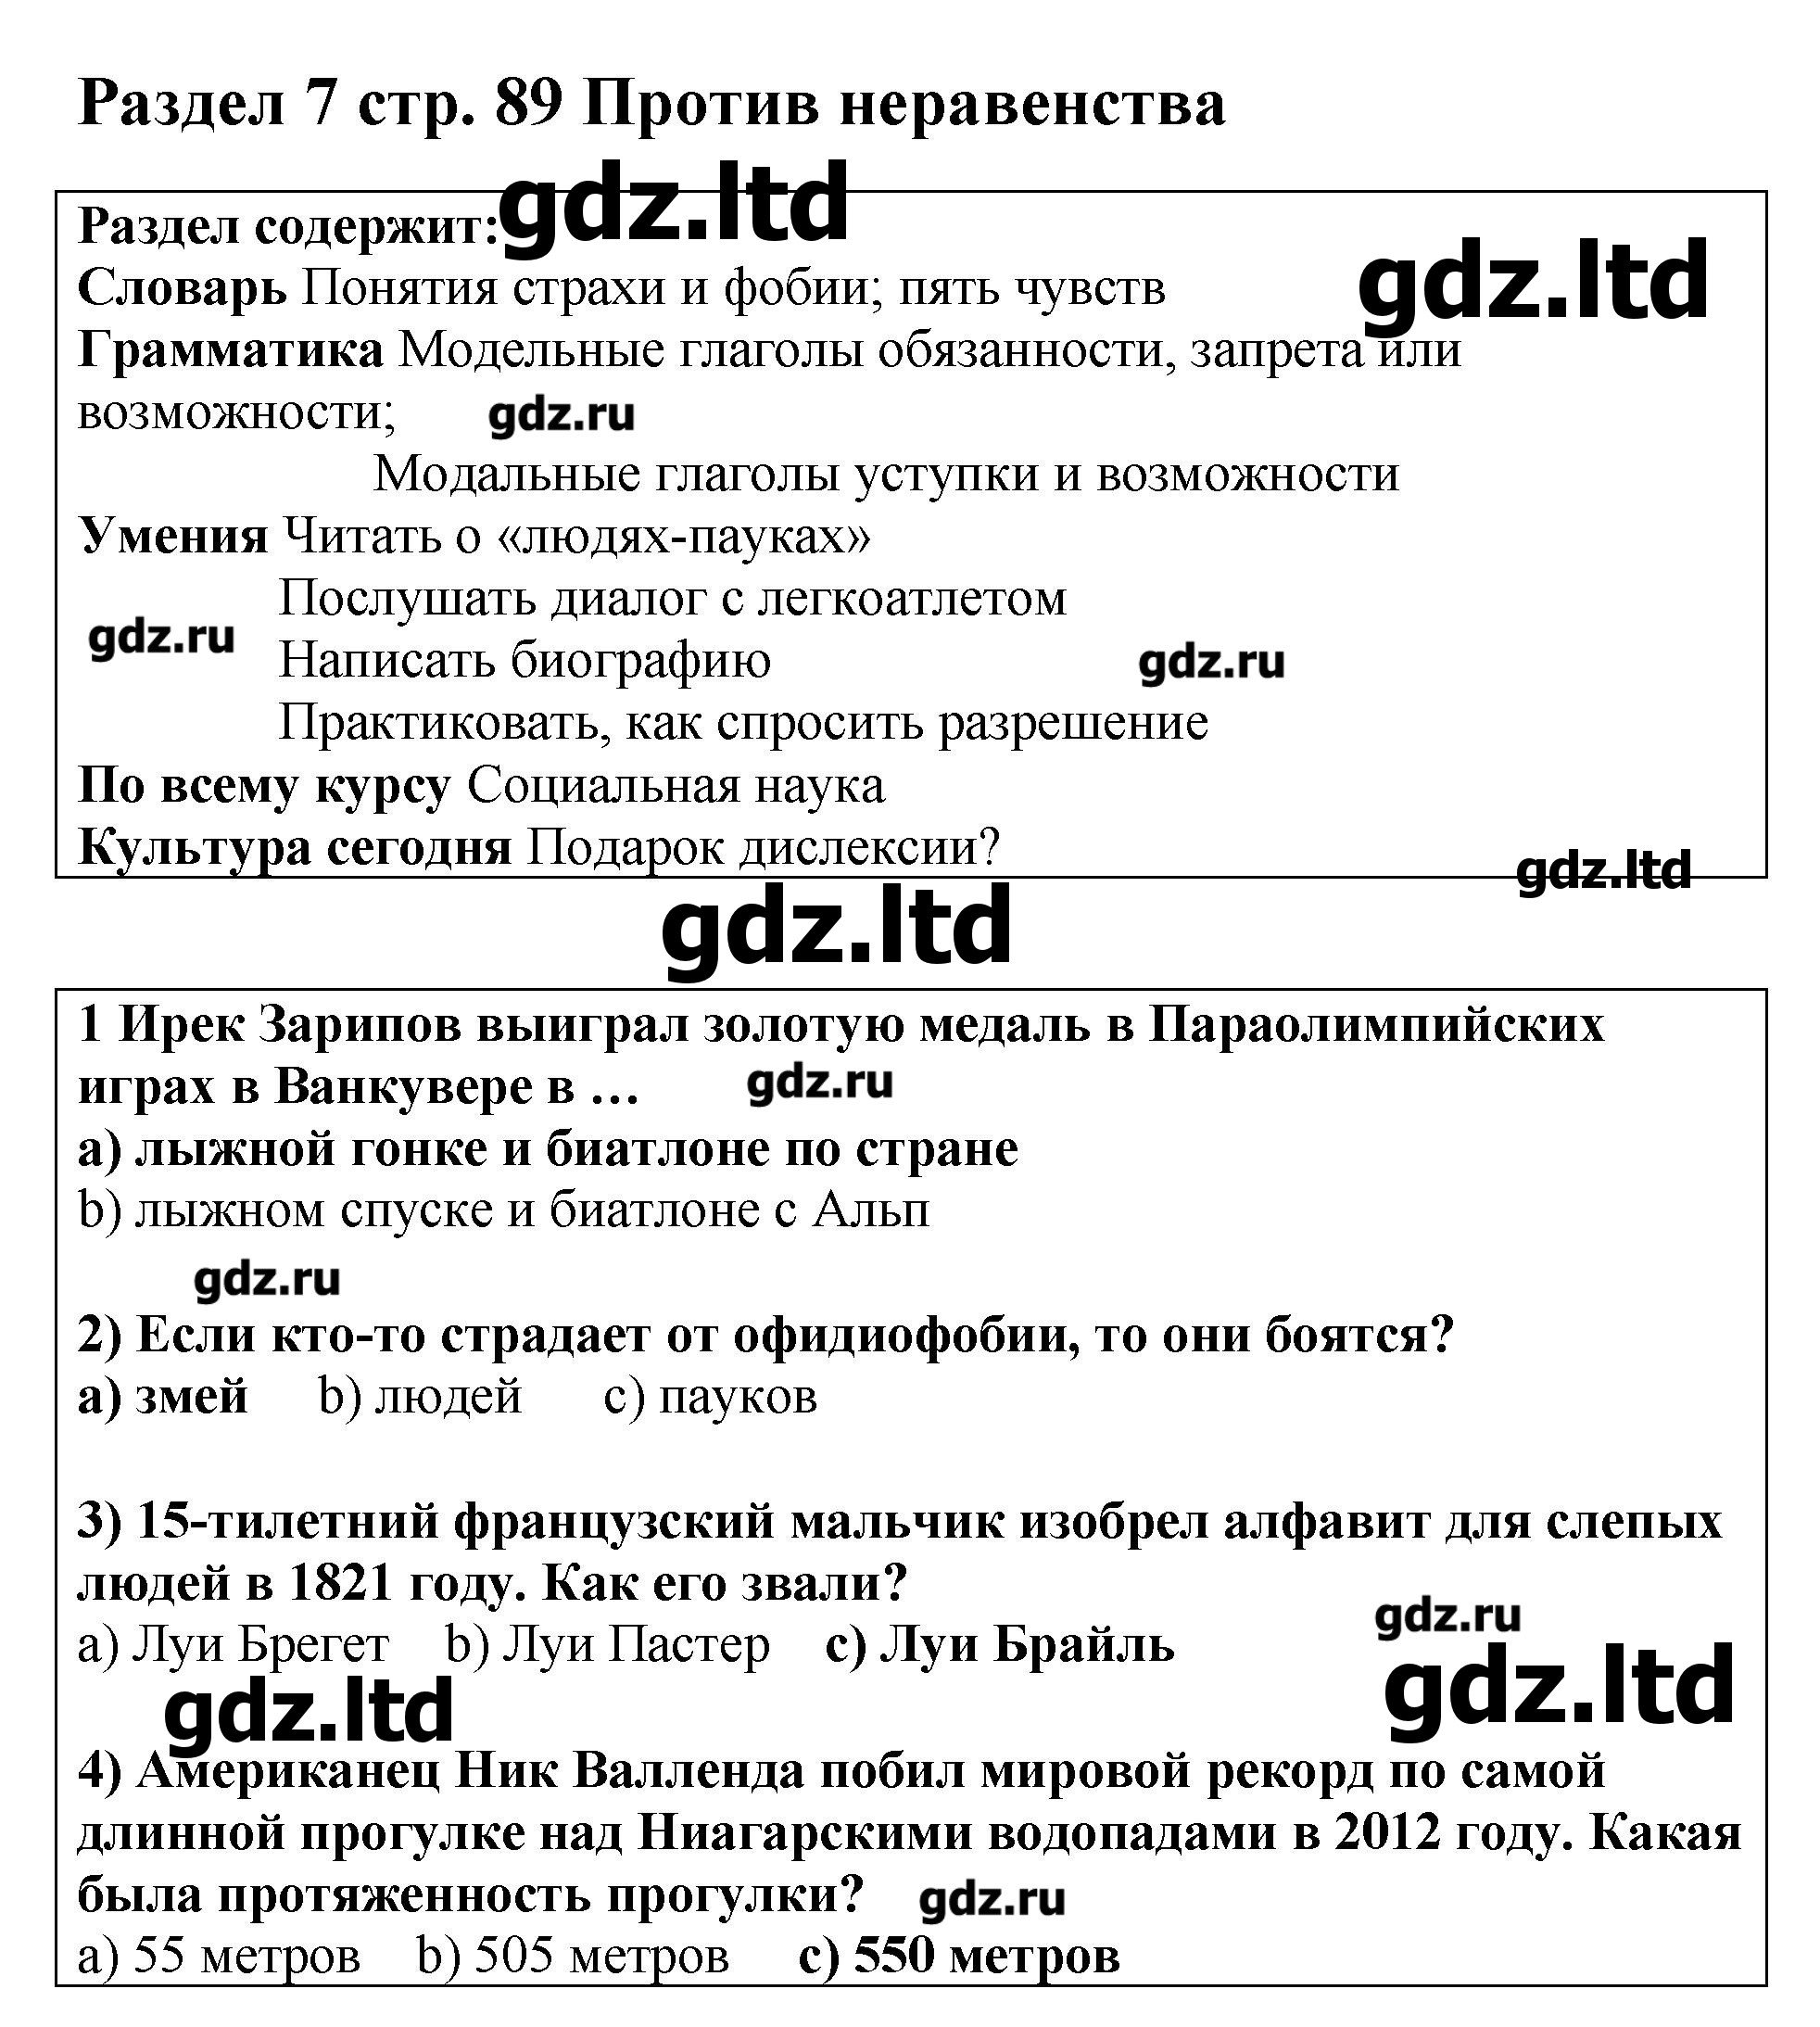 Раздел 7 стр. 89 Против неравенства
gdz.ltd
Раздел содержит:
gdz.ltd
Словарь Понятия страхи и фобии; пять чувств
Грамматика Модельные глаголы обязанности, запрета или
возможности;
gdz.ru
Модальные глаголы уступки и возможности
Умения Читать о «людях-пауках»
Послушать диалог с легкоатлетом
gdz.ru
Написать биографию
gdz.ru
Практиковать, как спросить разрешение
По всему курсу Социальная наука
Культура сегодня Подарок дислексии?
gdz.ltd
gdz.ltd
1 Ирек Зарипов выиграл золотую медаль в Параолимпийских
играх в Ванкувере в …
gdz.ru
a) лыжной гонке и биатлоне по стране
b) лыжном спуске и биатлоне с Альп
gdz.ru
2) Если кто-то страдает от офидиофобии, то они боятся?
a) змей b) людей c) пауков
3) 15-тилетний французский мальчик изобрел алфавит для слепых
людей в 1821 году. Как его звали?
gdz.ru
a) Луи Брегет b) Луи Пастер c) Луи Брайль
gdz.ltd
gdz.ltd
4) Американец Ник Валленда побил мировой рекорд по самой
длинной прогулке над Ниагарскими водопадами в 2012 году. Какая
была протяженность прогулки?
gdz.ru
a) 55 метров b) 505 метров c) 550 метров